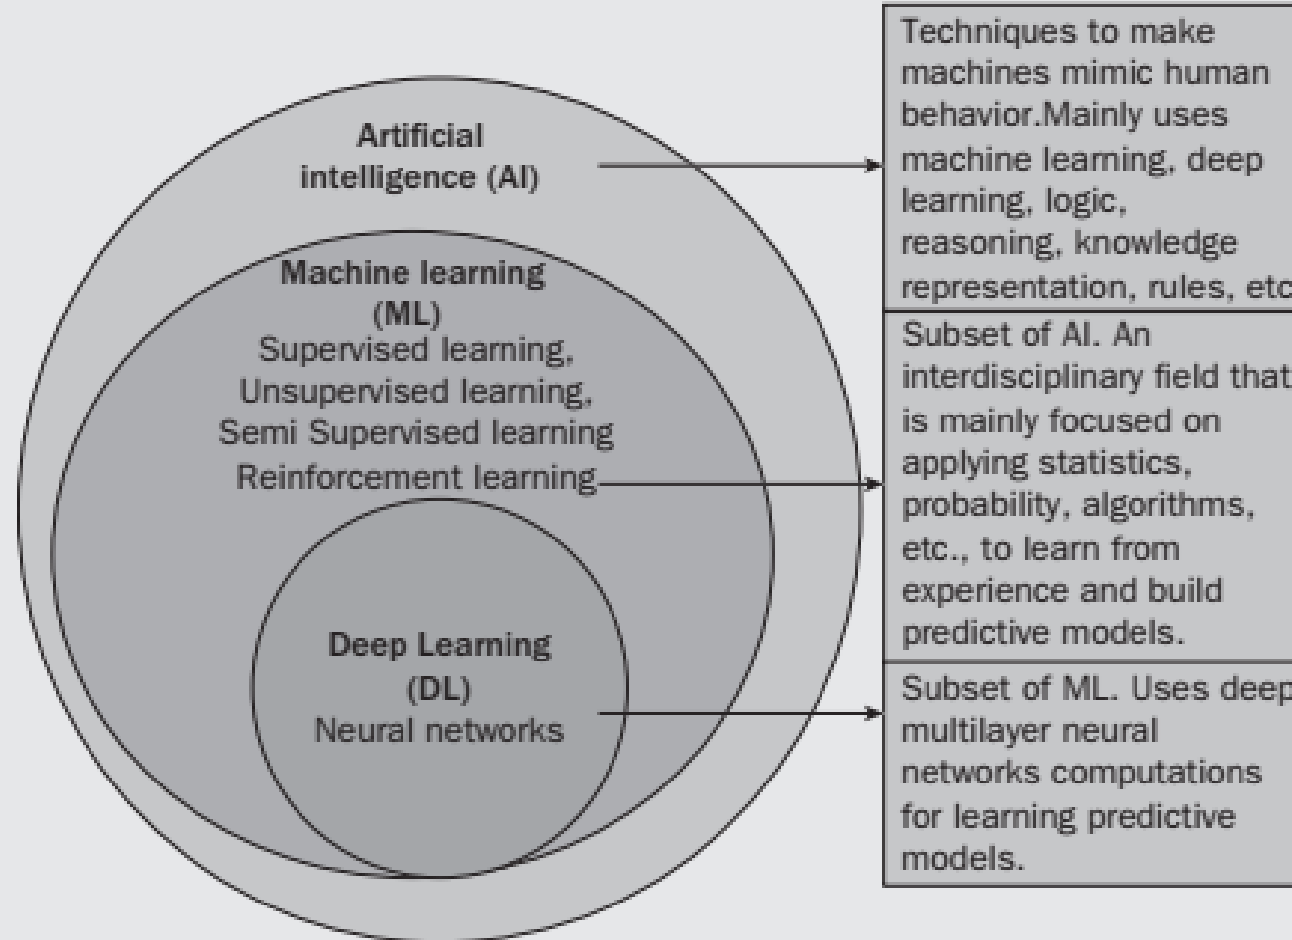 Artificial
intelligence (AI)
Machine learning
(ML)
Supervised learning,
Unsupervised learning,
Semi Supervised learning
Reinforcement learning
Deep Learning
(DL)
Neural networks
Techniques to make
machines mimic human
behavior.Mainly uses
machine learning, deep
learning, logic,
reasoning, knowledge
representation, rules, etc
Subset of AI. An
interdisciplinary field that
is mainly focused on
applying statistics,
probability, algorithms,
etc., to learn from
experience and build
predictive models.
Subset of ML. Uses deep
multilayer neural
networks computations
for learning predictive
models.